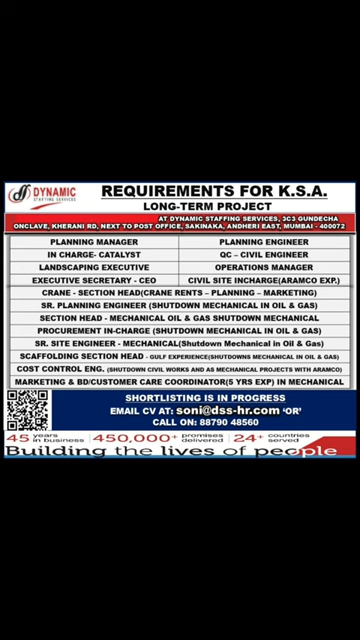 DYNAMIC
STAFFING SERVICES
REQUIREMENTS FOR K.S.A.
LONG-TERM PROJECT
AT DYNAMIC STAFFING SERVICES, 3C3 GUNDECHA
ONCLAVE, KHERANI RD, NEXT TO POST OFFICE, SAKINAKA, ANDHERI EAST, MUMBAI - 400072
PLANNING MANAGER PLANNING ENGINEER
IN CHARGE- CATALYST QC – CIVIL ENGINEER
LANDSCAPING EXECUTIVE OPERATIONS MANAGER
EXECUTIVE SECRETARY - CEO CIVIL SITE INCHARGE(ARAMCO EXP.)
CRANE - SECTION HEAD(CRANE RENTS – PLANNING – MARKETING)
SR. PLANNING ENGINEER (SHUTDOWN MECHANICAL IN OIL & GAS)
SECTION HEAD - MECHANICAL OIL & GAS SHUTDOWN MECHANICAL
PROCUREMENT IN-CHARGE (SHUTDOWN MECHANICAL IN OIL & GAS)
SR. SITE ENGINEER - MECHANICAL(Shutdown Mechanical in Oil & Gas)
SCAFFOLDING SECTION HEAD - GULF EXPERIENCE(SHUTDOWNS MECHANICAL IN OIL & GAS)
COST CONTROL ENG. (SHUTDOWN CIVIL WORKS AND AS MECHANICAL PROJECTS WITH ARAMCO)
MARKETING & BD/CUSTOMER CARE COORDINATOR(5 YRS EXP) IN MECHANICAL
SHORTLISTING IS IN PROGRESS
EMAIL CV AT: soni@dss-hr.com 'OR'
CALL ON: 88790 48560
45 years in business 450,000+ promises delivered 24+ countries served
Building the lives of people